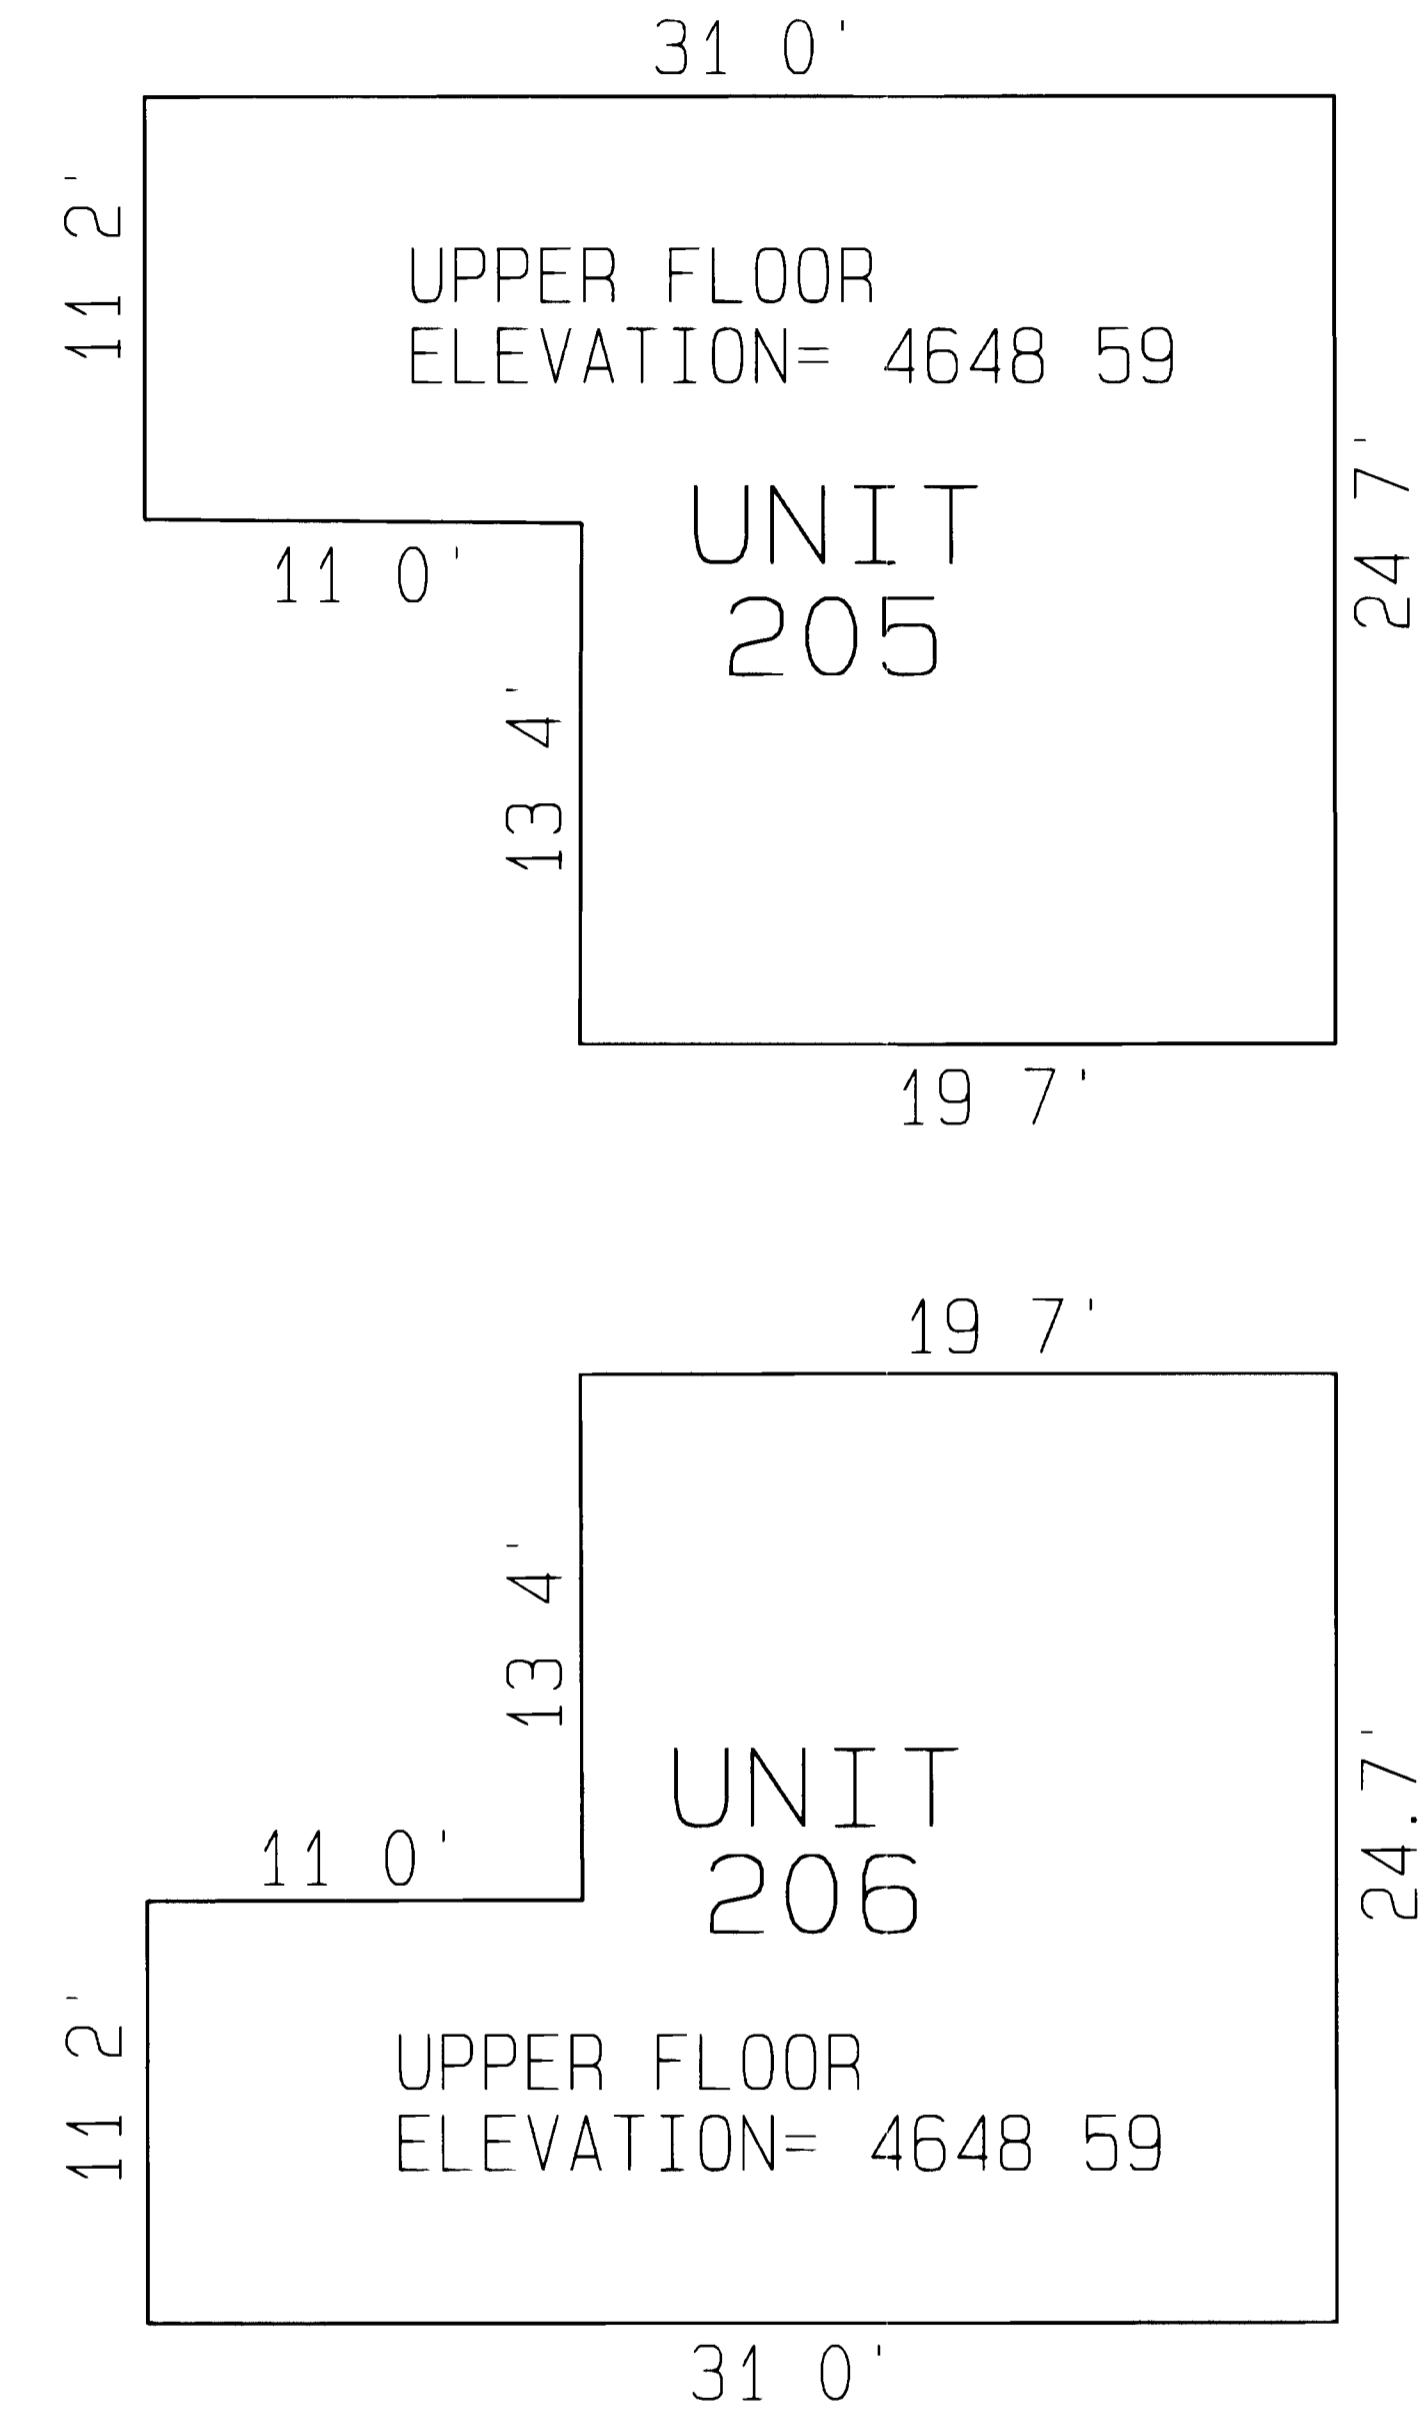 31 0'
11 2'
UPPER FLOOR
ELEVATION= 4648 59
24 7'
UNIT
205
11 0'
13 4'
19 7'
19 7'
13 4'
UNIT
206
24.7'
11 0'
11 2'
UPPER FLOOR
ELEVATION= 4648 59
31 0'